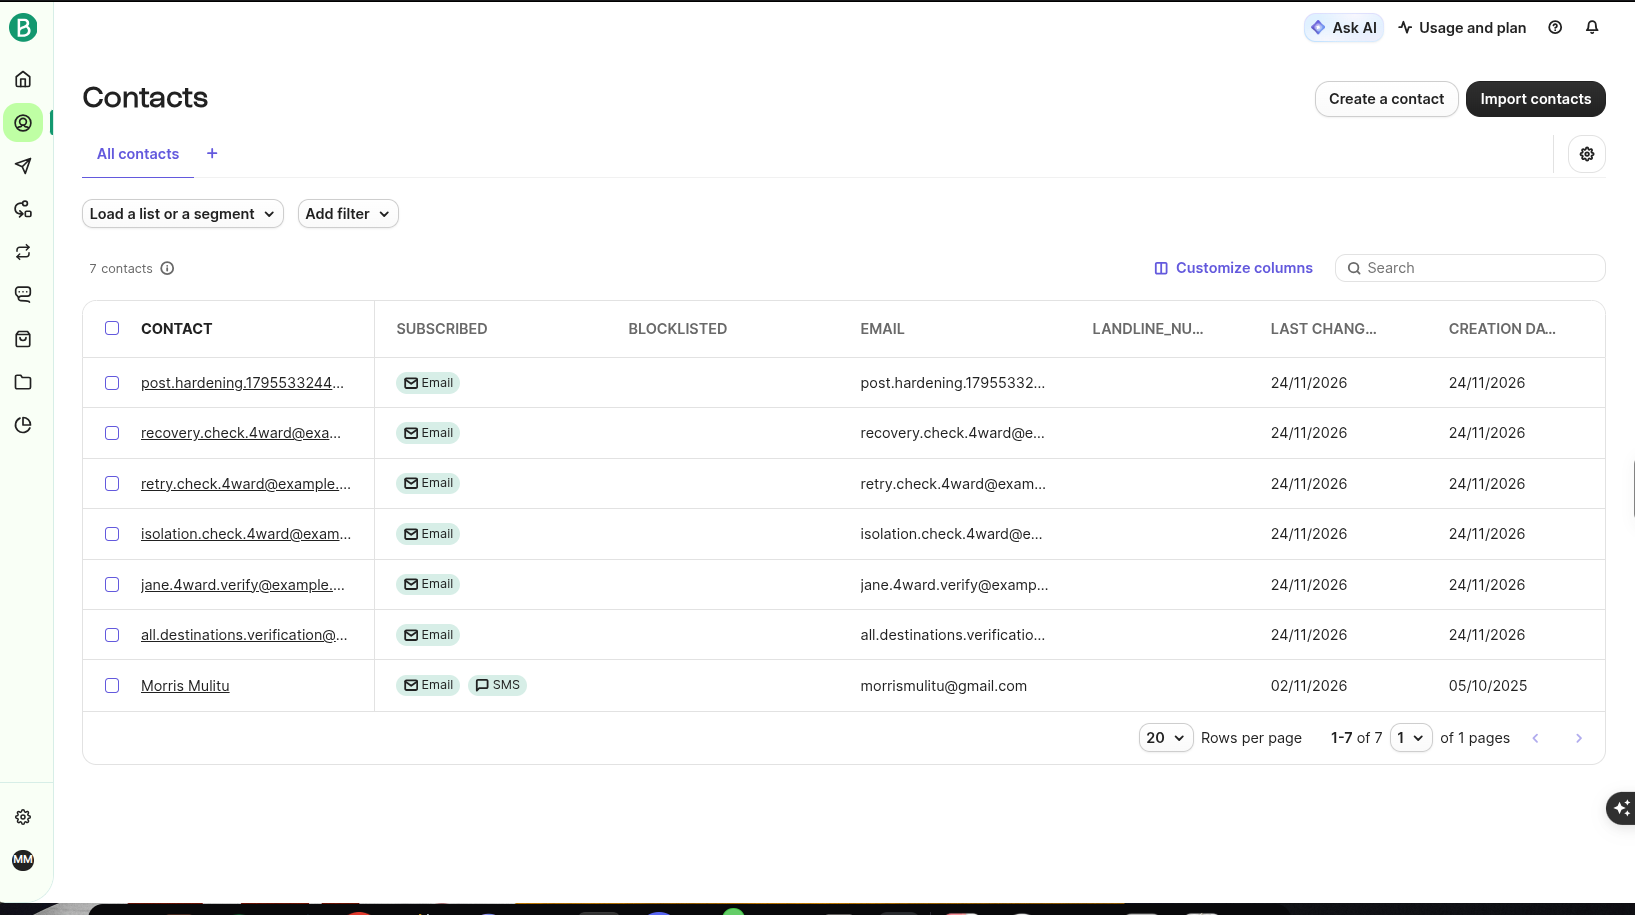 B
Ask AI Usage and plan
Contacts
Create a contact Import contacts
All contacts +
Load a list or a segment Add filter
7 contacts Customize columns Search
CONTACT SUBSCRIBED BLOCKLISTED EMAIL LANDLINE_NU... LAST CHANG... CREATION DA...
post.hardening.1795533244... Email post.hardening.17955332... 24/11/2026 24/11/2026
recovery.check.4ward@exa... Email recovery.check.4ward@e... 24/11/2026 24/11/2026
retry.check.4ward@example.... Email retry.check.4ward@exam... 24/11/2026 24/11/2026
isolation.check.4ward@exam... Email isolation.check.4ward@e... 24/11/2026 24/11/2026
jane.4ward.verify@example.... Email jane.4ward.verify@examp... 24/11/2026 24/11/2026
all.destinations.verification@... Email all.destinations.verificatio... 24/11/2026 24/11/2026
Morris Mulitu Email SMS morrismulitu@gmail.com 02/11/2026 05/10/2025
20 Rows per page 1-7 of 7 1 of 1 pages
MM